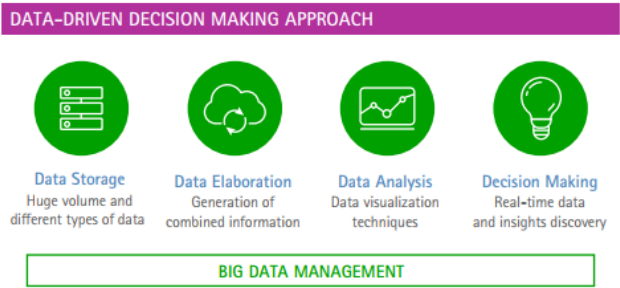 DATA-DRIVEN DECISION MAKING APPROACH
Data Storage
Huge volume and
different types of data
Data Elaboration
Generation of
combined information
Data Analysis
Data visualization
techniques
Decision Making
Real-time data
and insights discovery
BIG DATA MANAGEMENT